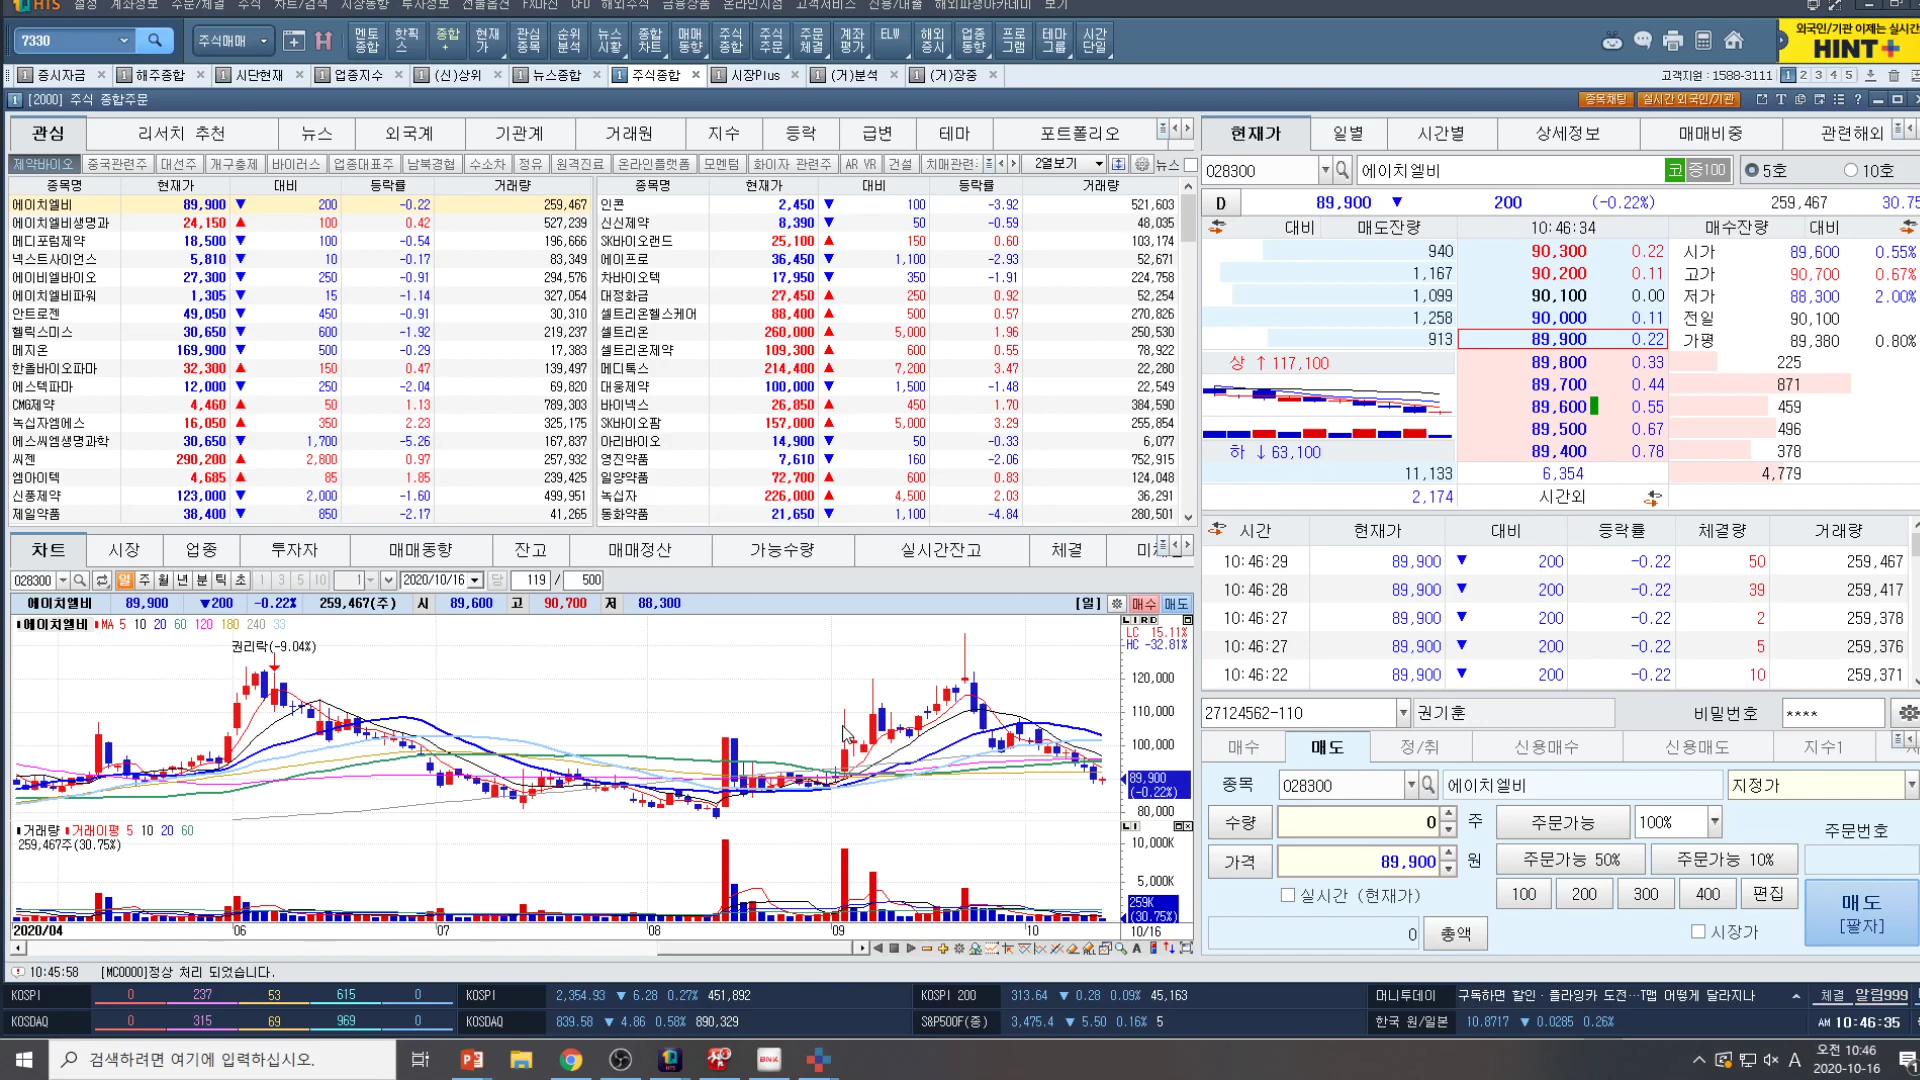 HTS 설정 계좌정보 주문/체결 주식 차트/검색 시장동향 투자정보 선물옵션 FX마진 CFD 해외주식 금융상품 온라인지점 고객서비스 신용/대출 해외파생아카데미 보기
7330 주식매매 멘토종합 핫픽스 종합+ 현재가 관심종목 순위분석 뉴스시황 종합차트 매매동향 주식종합 주식주문 주문체결 계좌평가 ELW 해외증시 업종동향 프로그램 테마그룹 시간단일
외국인/기관 이제는 실시간
HINT+
1 증시자금 1 해주종합 1 시단현재 1 업종지수 1 (신)상위 1 뉴스종합 1 주식종합 1 시장Plus 1 (거)분석 1 (거)장중 고객지원 : 1588-3111 1 2 3 4 5
1 [2000] 주식 종합주문 종목채팅 실시간 외국인/기관
관심 리서치 추천 뉴스 외국계 기관계 거래원 지수 등락 급변 테마 포트폴리오
제약바이오 중국관련주 대선주 개구충제 바이러스 업종대표주 남북경협 수소차 정유 원격진료 온라인플랫폼 모멘텀 화이자 관련주 AR VR 건설 치매관련 2열보기 뉴스
종목명 현재가 대비 등락률 거래량 종목명 현재가 대비 등락률 거래량
에이치엘비 89,900 ▼ 200 -0.22 259,467 인콘 2,450 ▼ 100 -3.92 521,603
에이치엘비생명과 24,150 ▲ 100 0.42 527,239 신신제약 8,390 ▼ 50 -0.59 48,035
메디포럼제약 18,500 ▼ 100 -0.54 196,666 SK바이오랜드 25,100 ▲ 150 0.60 103,174
넥스트사이언스 5,810 ▼ 10 -0.17 83,349 에이프로 36,450 ▼ 1,100 -2.93 52,671
에이비엘바이오 27,300 ▼ 250 -0.91 294,576 차바이오텍 17,950 ▼ 350 -1.91 224,758
에이치엘비파워 1,305 ▼ 15 -1.14 327,054 대정화금 27,450 ▲ 250 0.92 52,254
안트로젠 49,050 ▼ 450 -0.91 30,310 셀트리온헬스케어 88,400 ▲ 500 0.57 270,826
헬릭스미스 30,650 ▼ 600 -1.92 219,237 셀트리온 260,000 ▲ 5,000 1.96 250,530
메지온 169,900 ▼ 500 -0.29 17,383 셀트리온제약 109,300 ▲ 600 0.55 78,922
한올바이오파마 32,300 ▲ 150 0.47 139,497 메디톡스 214,400 ▲ 7,200 3.47 22,280
에스텍파마 12,000 ▼ 250 -2.04 69,820 대웅제약 100,000 ▼ 1,500 -1.48 22,549
CMG제약 4,460 ▲ 50 1.13 789,303 바이넥스 26,850 ▲ 450 1.70 384,590
녹십자엠에스 16,050 ▲ 350 2.23 325,175 SK바이오팜 157,000 ▲ 5,000 3.29 255,854
에스씨엠생명과학 30,650 ▼ 1,700 -5.26 167,837 아리바이오 14,900 ▼ 50 -0.33 6,077
씨젠 290,200 ▲ 2,800 0.97 257,932 영진약품 7,610 ▼ 160 -2.06 752,915
엠아이텍 4,685 ▲ 85 1.85 239,425 일양약품 72,700 ▲ 600 0.83 124,048
신풍제약 123,000 ▼ 2,000 -1.60 499,951 녹십자 226,000 ▲ 4,500 2.03 36,291
제일약품 38,400 ▼ 850 -2.17 41,265 동화약품 21,650 ▼ 1,100 -4.84 280,501
현재가 일별 시간별 상세정보 매매비중 관련해외
028300 에이치엘비 코 증100 5호 10호
D 89,900 ▼ 200 (-0.22%) 259,467 30.75
대비 매도잔량 10:46:34 매수잔량 대비
940 90,300 0.22 시가 89,600 0.55%
1,167 90,200 0.11 고가 90,700 0.67%
1,099 90,100 0.00 저가 88,300 2.00%
1,258 90,000 0.11 전일 90,100
913 89,900 0.22 가평 89,380 0.80%
상 ↑ 117,100 89,800 0.33 225
89,700 0.44 871
89,600 0.55 459
89,500 0.67 496
하 ↓ 63,100 89,400 0.78 378
11,133 6,354 4,779
2,174 시간외
시간 현재가 대비 등락률 체결량 거래량
10:46:29 89,900 ▼ 200 -0.22 50 259,467
10:46:28 89,900 ▼ 200 -0.22 39 259,417
10:46:27 89,900 ▼ 200 -0.22 2 259,378
10:46:27 89,900 ▼ 200 -0.22 5 259,376
10:46:22 89,900 ▼ 200 -0.22 10 259,371
차트 시장 업종 투자자 매매동향 잔고 매매정산 가능수량 실시간잔고 체결
028300 일 주 월 년 분 틱 초 1 3 5 10 1 2020/10/16 당 119 / 500
에이치엘비 89,900 ▼200 -0.22% 259,467(주) 시 89,600 고 90,700 저 88,300 [일] 매수 매도
에이치엘비 MA 5 10 20 60 120 180 240 33
권리락(-9.04%)
LC 15.11%
HC -32.81%
120,000
110,000
100,000
89,900
(-0.22%)
80,000
거래량 거래이평 5 10 20 60
259,467주(30.75%)
10,000K
5,000K
259K
(30.75%)
2020/04 06 07 08 09 10 10/16
27124562-110 권기훈 비밀번호 ****
매수 매도 정/취 신용매수 신용매도 지수1
종목 028300 에이치엘비 지정가
수량 0 주 주문가능 100% 주문번호
가격 89,900 원 주문가능 50% 주문가능 10%
실시간 (현재가) 100 200 300 400 편집
0 총액 시장가
매도
[팔자]
10:45:58 [MC0000]정상 처리 되었습니다.
KOSPI 0 237 53 615 0 KOSPI 2,354.93 ▼ 6.28 0.27% 451,892 KOSPI 200 313.64 ▼ 0.28 0.09% 45,163 머니투데이 구독하면 할인·플라잉카 도전…T맵 어떻게 달라지나 체결 알림999
KOSDAQ 0 315 69 969 0 KOSDAQ 839.58 ▼ 4.86 0.58% 890,329 S&P500F(종) 3,475.4 ▼ 5.50 0.16% 5 한국 원/일본 10.8717 ▼ 0.0285 0.26% AM 10:46:35
검색하려면 여기에 입력하십시오. BNK A 오전 10:46
2020-10-16